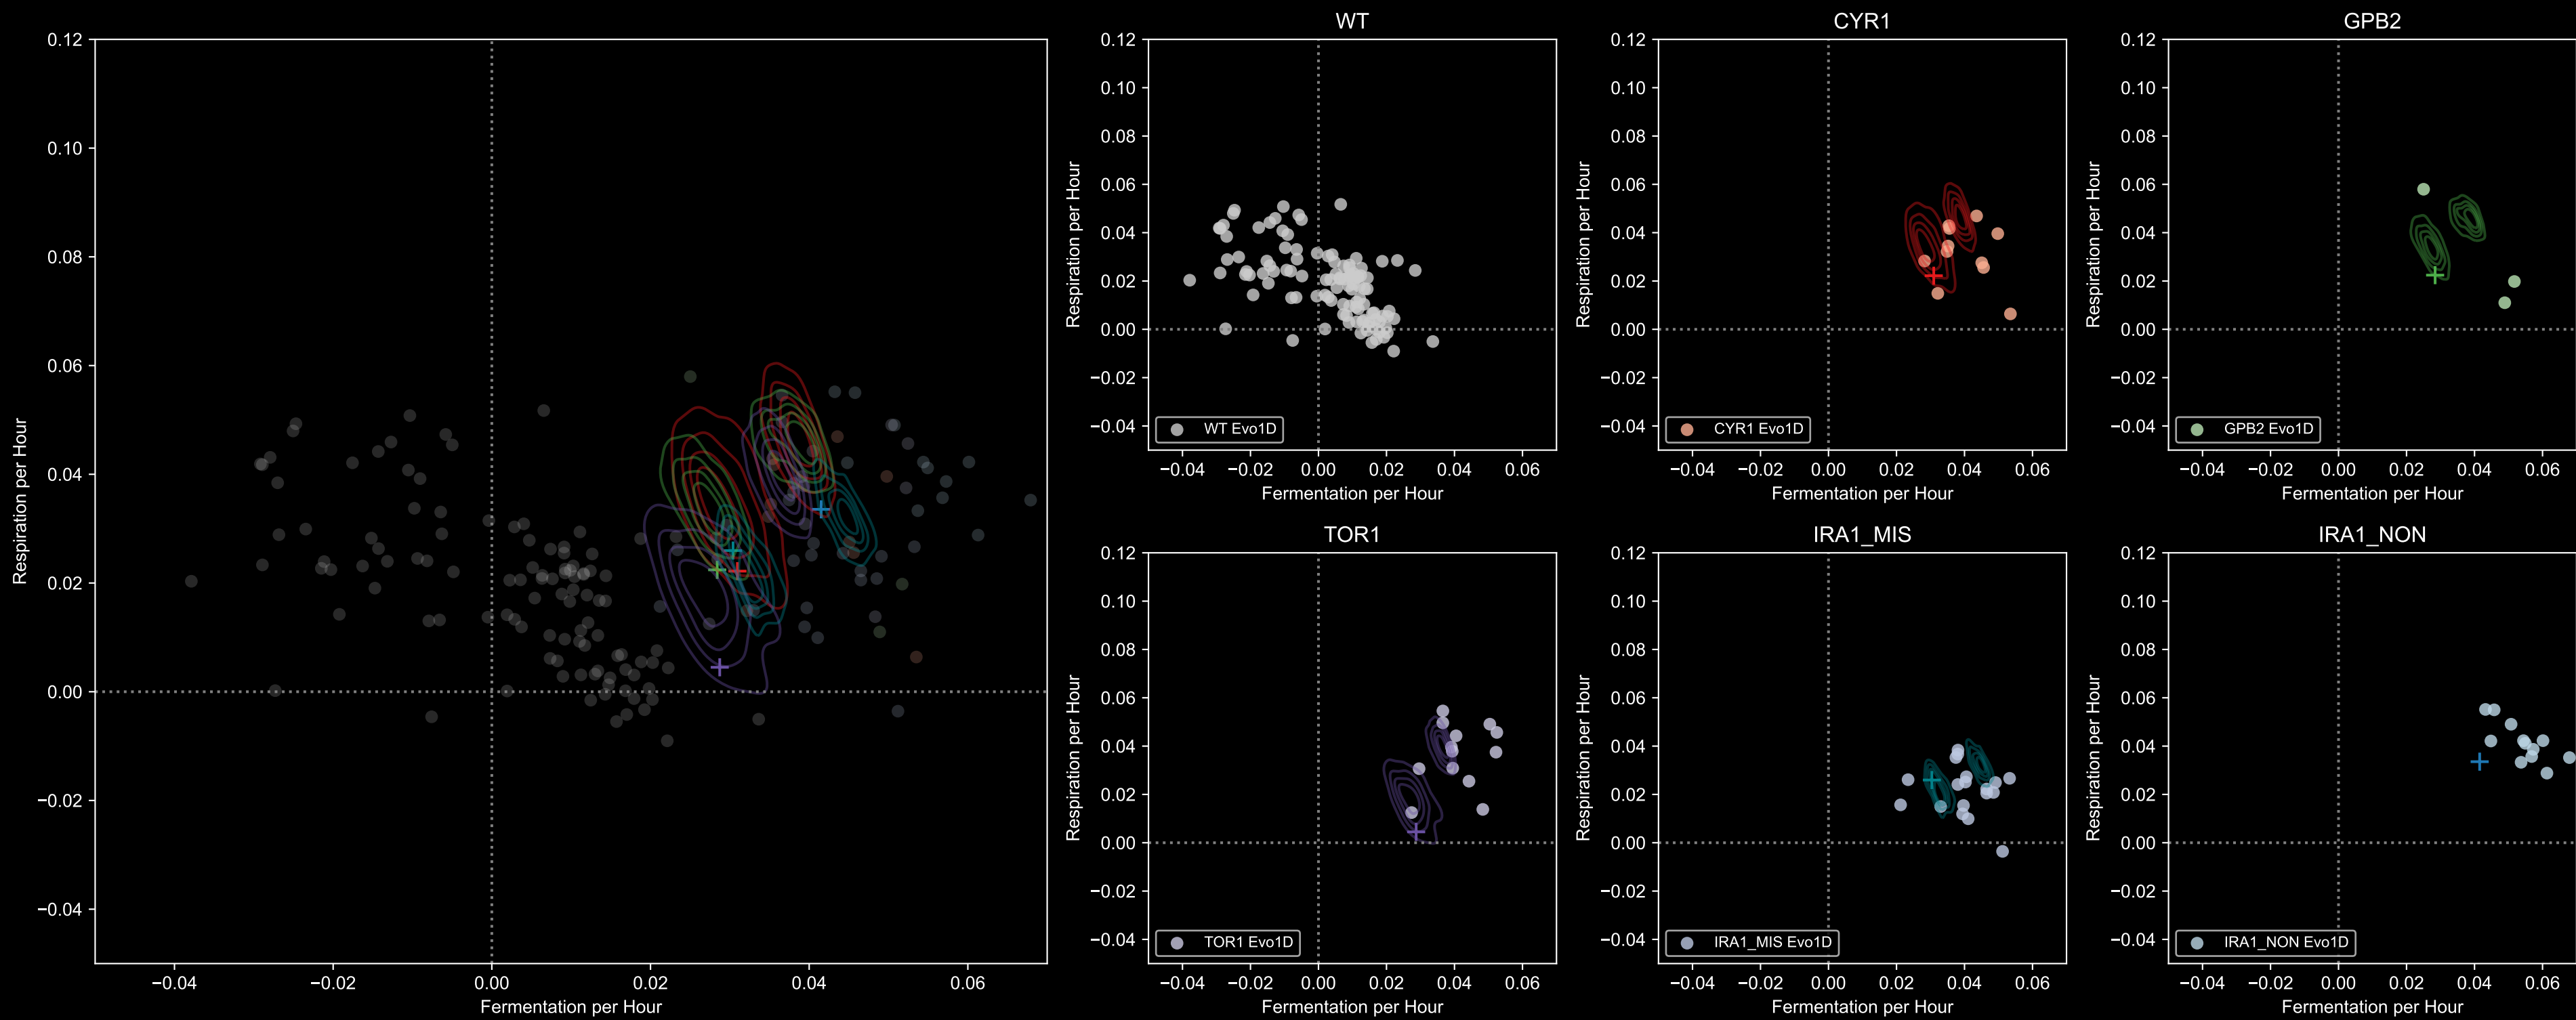 0.12
0.10
0.08
0.06
0.04
0.02
0.00
−0.02
−0.04
Respiration per Hour
−0.04 −0.02 0.00 0.02 0.04 0.06
Fermentation per Hour
WT
0.12
0.10
0.08
0.06
0.04
0.02
0.00
−0.02
−0.04
Respiration per Hour
WT Evo1D
−0.04 −0.02 0.00 0.02 0.04 0.06
Fermentation per Hour
CYR1
0.12
0.10
0.08
0.06
0.04
0.02
0.00
−0.02
−0.04
Respiration per Hour
CYR1 Evo1D
−0.04 −0.02 0.00 0.02 0.04 0.06
Fermentation per Hour
GPB2
0.12
0.10
0.08
0.06
0.04
0.02
0.00
−0.02
−0.04
Respiration per Hour
GPB2 Evo1D
−0.04 −0.02 0.00 0.02 0.04 0.06
Fermentation per Hour
TOR1
0.12
0.10
0.08
0.06
0.04
0.02
0.00
−0.02
−0.04
Respiration per Hour
TOR1 Evo1D
−0.04 −0.02 0.00 0.02 0.04 0.06
Fermentation per Hour
IRA1_MIS
0.12
0.10
0.08
0.06
0.04
0.02
0.00
−0.02
−0.04
Respiration per Hour
IRA1_MIS Evo1D
−0.04 −0.02 0.00 0.02 0.04 0.06
Fermentation per Hour
IRA1_NON
0.12
0.10
0.08
0.06
0.04
0.02
0.00
−0.02
−0.04
Respiration per Hour
IRA1_NON Evo1D
−0.04 −0.02 0.00 0.02 0.04 0.06
Fermentation per Hour